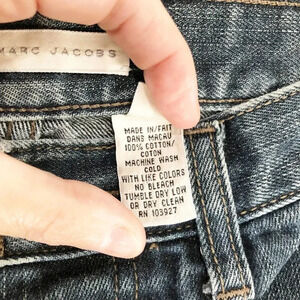 MARC JACOBS
MADE IN/FAIT
DANS MACAU
100% COTTON/
COTON
MACHINE WASH
COLD
WITH LIKE COLORS
NO BLEACH
TUMBLE DRY LOW
OR DRY CLEAN
RN 103927